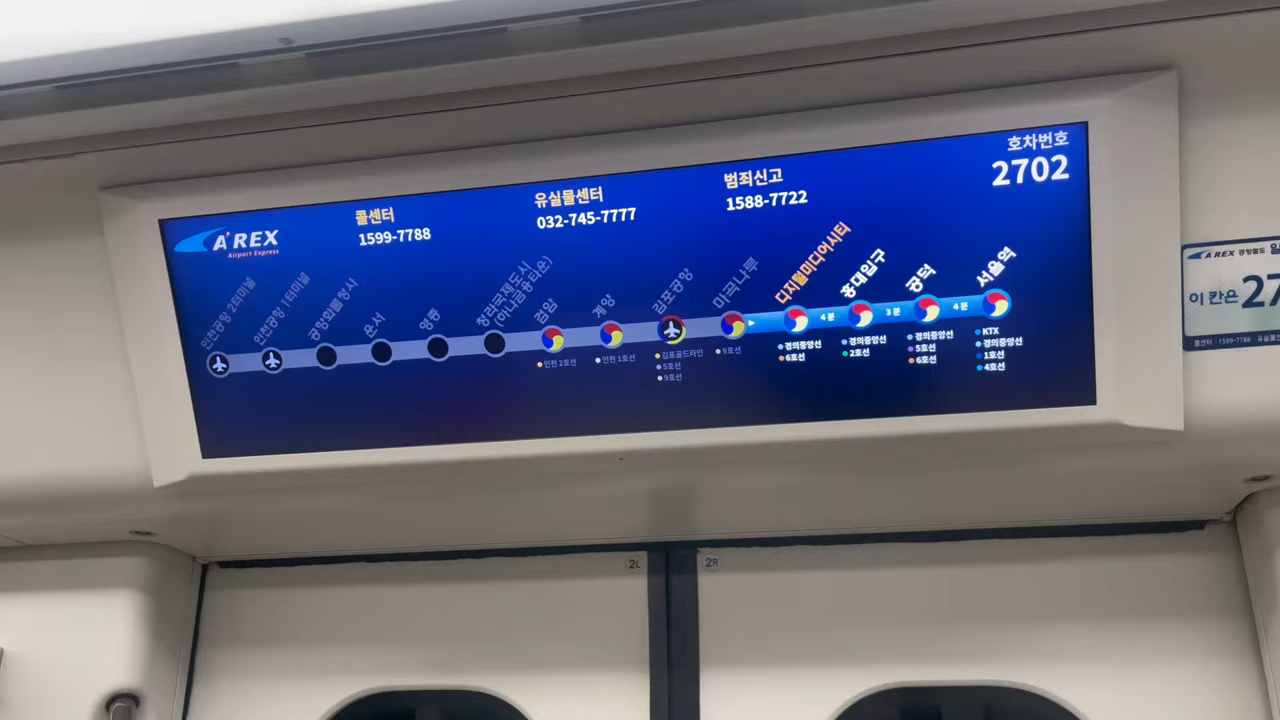 호차번호
2702
범죄신고
1588-7722
유실물센터
032-745-7777
콜센터
1599-7788
A'REX
Airport Express
인천공항 2터미널
인천공항 1터미널
공항화물청사
운서
영종
청라국제도시
(하나금융타운)
검암
계양
김포공항
마곡나루
디지털미디어시티
홍대입구
공덕
서울역
4 분
3 분
4 분
인천 2호선
인천 1호선
김포골드라인
5호선
9호선
9호선
경의중앙선
6호선
경의중앙선
2호선
경의중앙선
5호선
6호선
KTX
경의중앙선
1호선
4호선
A'REX 공항철도
이 칸은 27
콜센터 : 1599-7788
2L
2R